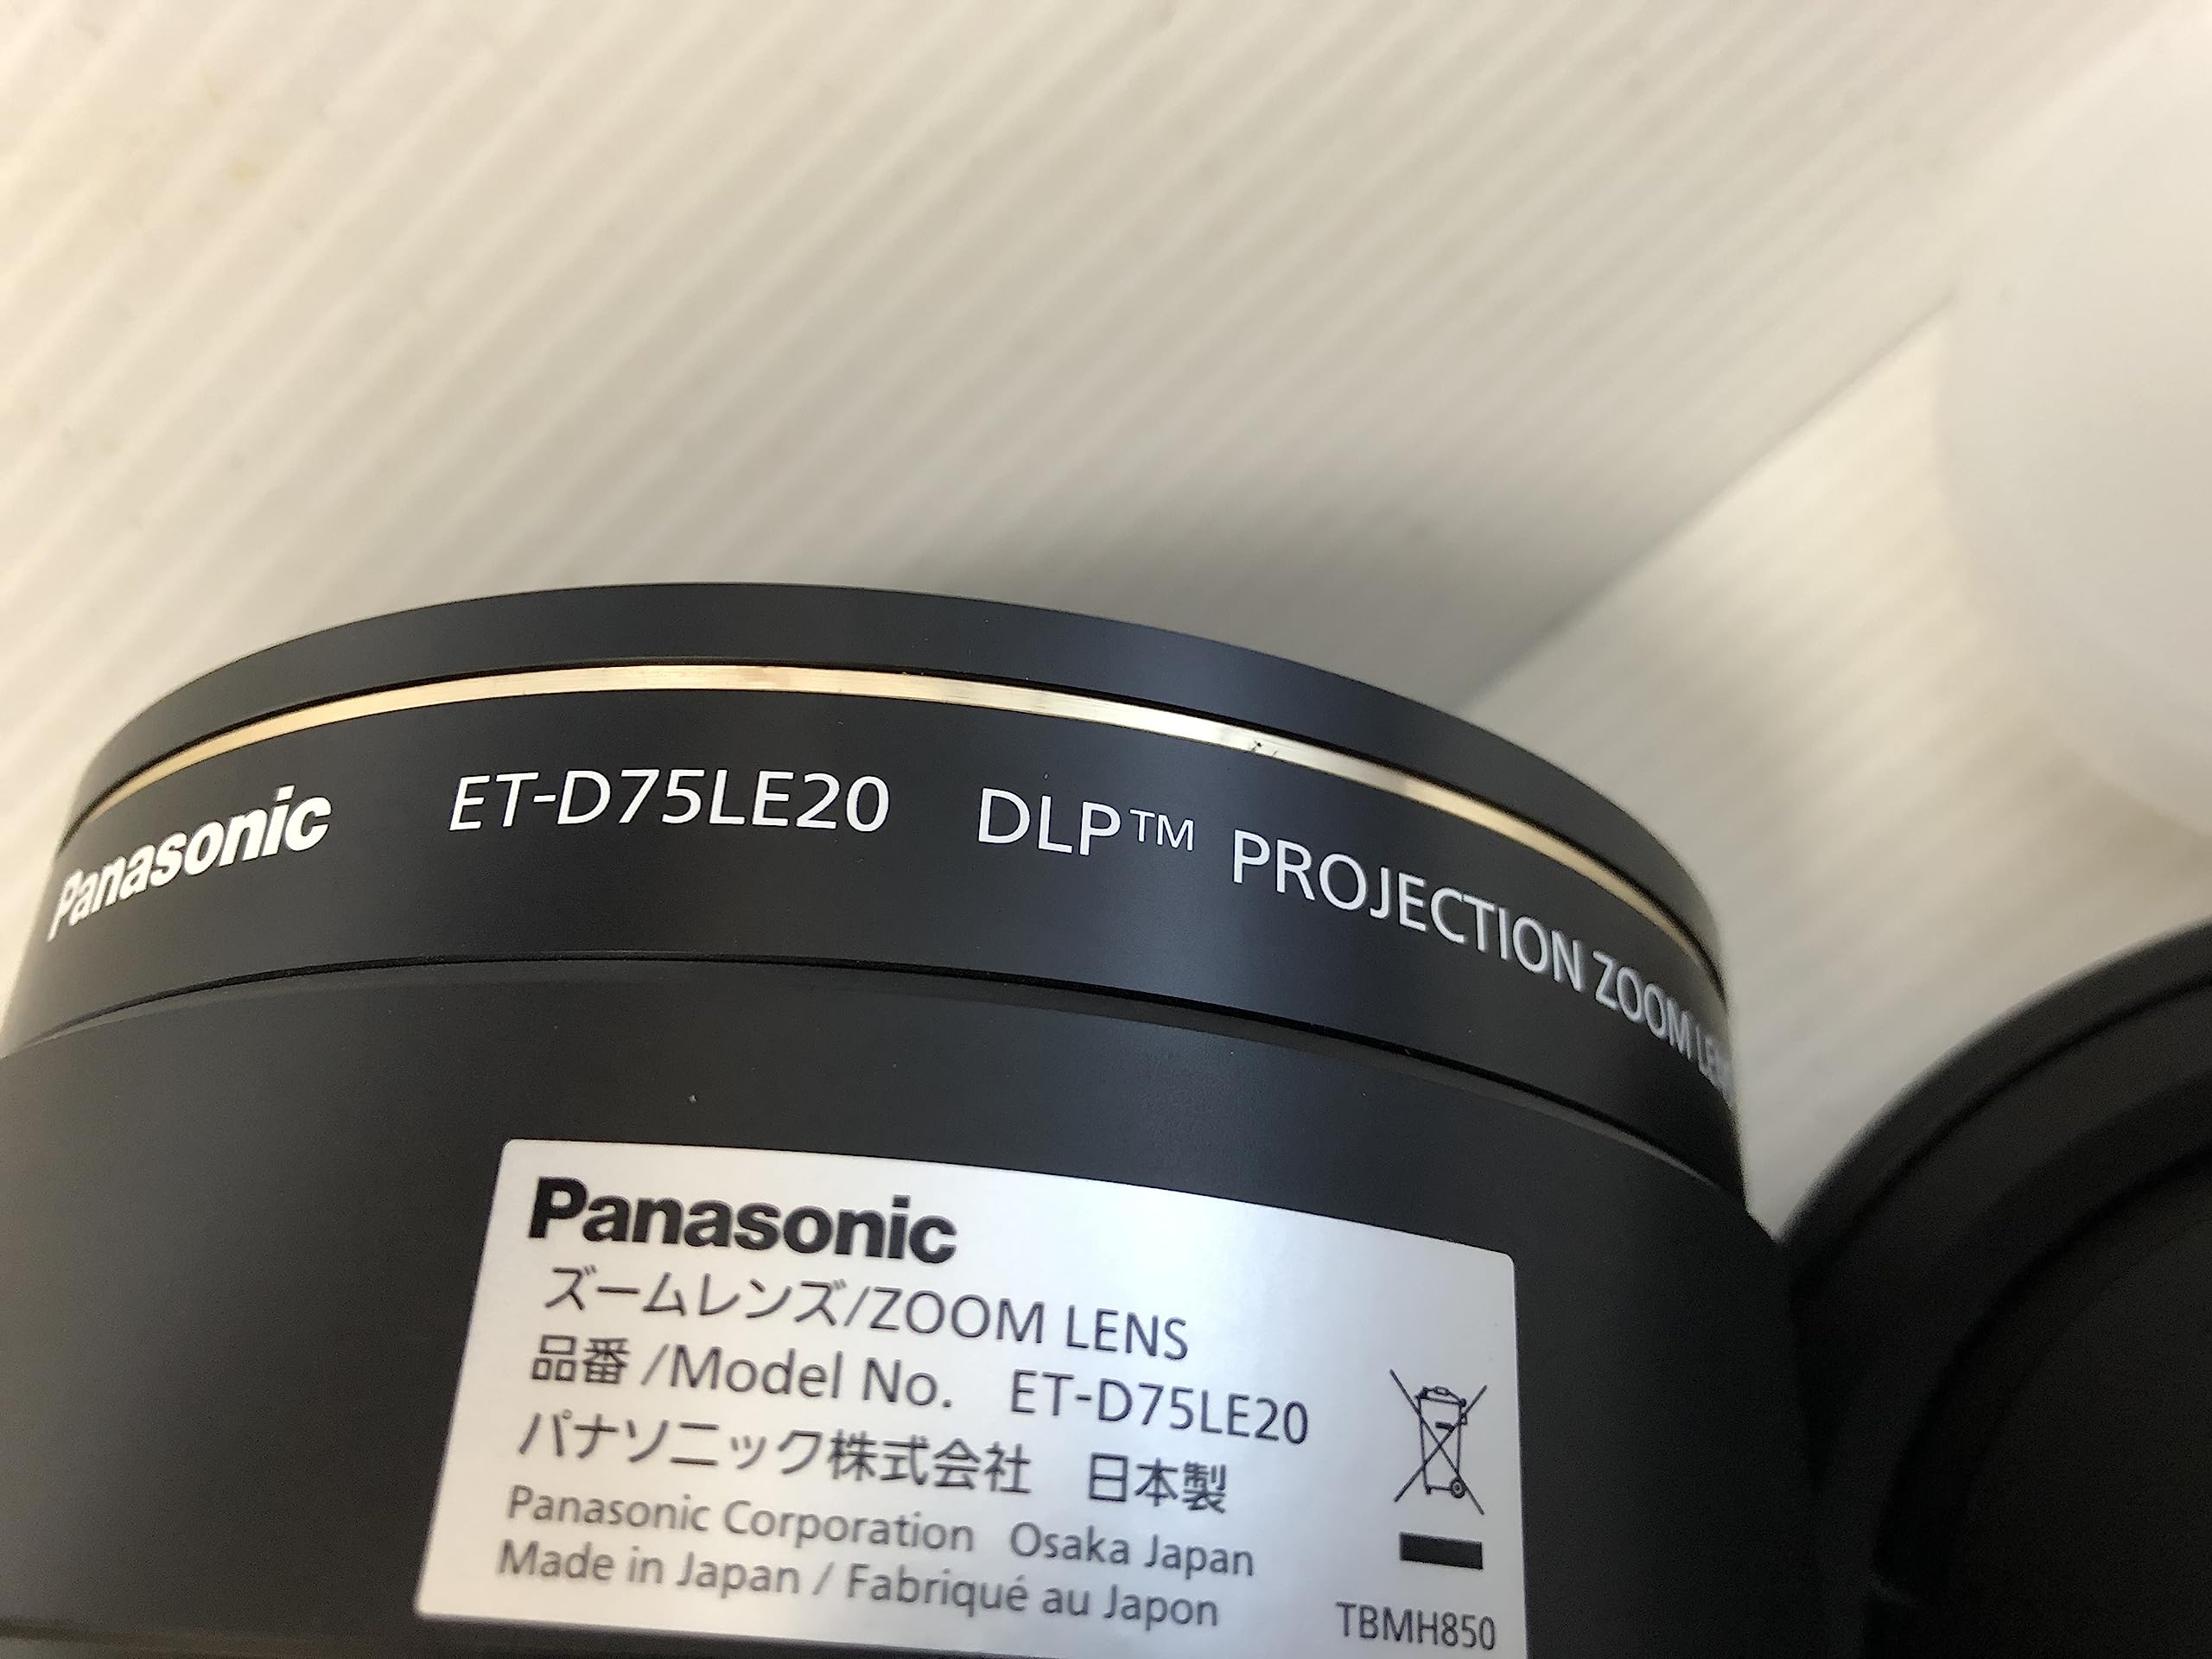 Panasonic ET-D75LE20 DLP™ PROJECTION ZOOM LENS
Panasonic
ズームレンズ/ZOOM LENS
品番/Model No. ET-D75LE20
パナソニック株式会社 日本製
Panasonic Corporation Osaka Japan
Made in Japan / Fabriqué au Japon
TBMH850